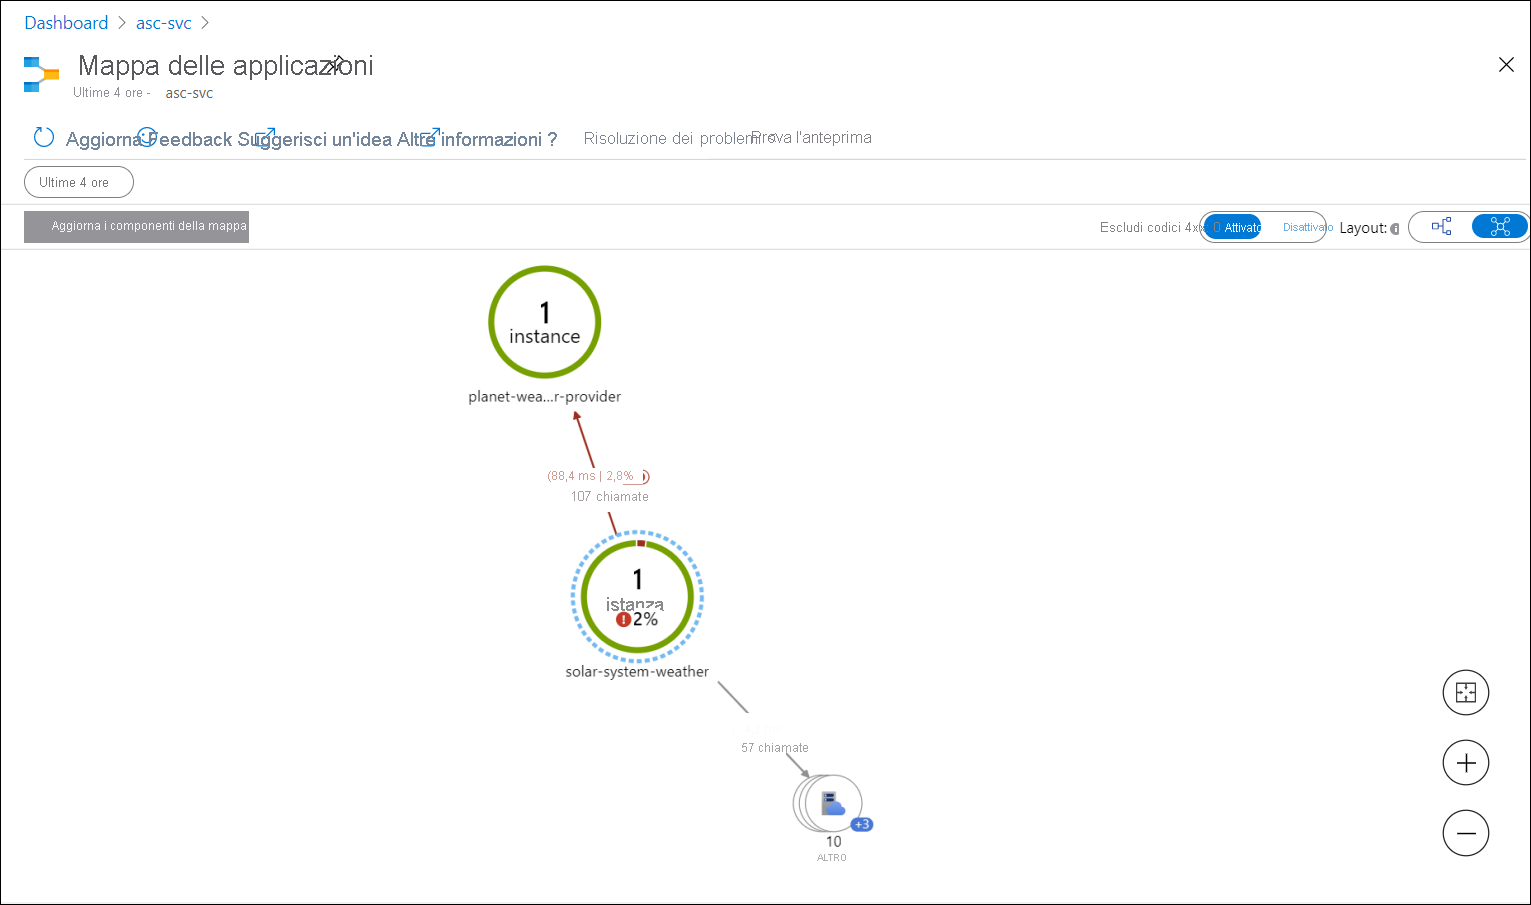 Dashboard > asc-svc >
Mappa delle applicazioni
Ultime 4 ore - asc-svc
Aggiorna Feedback Suggerisci un'idea Altre informazioni ? Risoluzione dei problemi Prova l'anteprima
Ultime 4 ore
Aggiorna i componenti della mappa
Escludi codici 4xx 0 Attivato Disattivato Layout:
1
instance
planet-wea...r-provider
(88,4 ms | 2,8% )
107 chiamate
1
istanza
2%
solar-system-weather
57 chiamate
+3
10
ALTRO